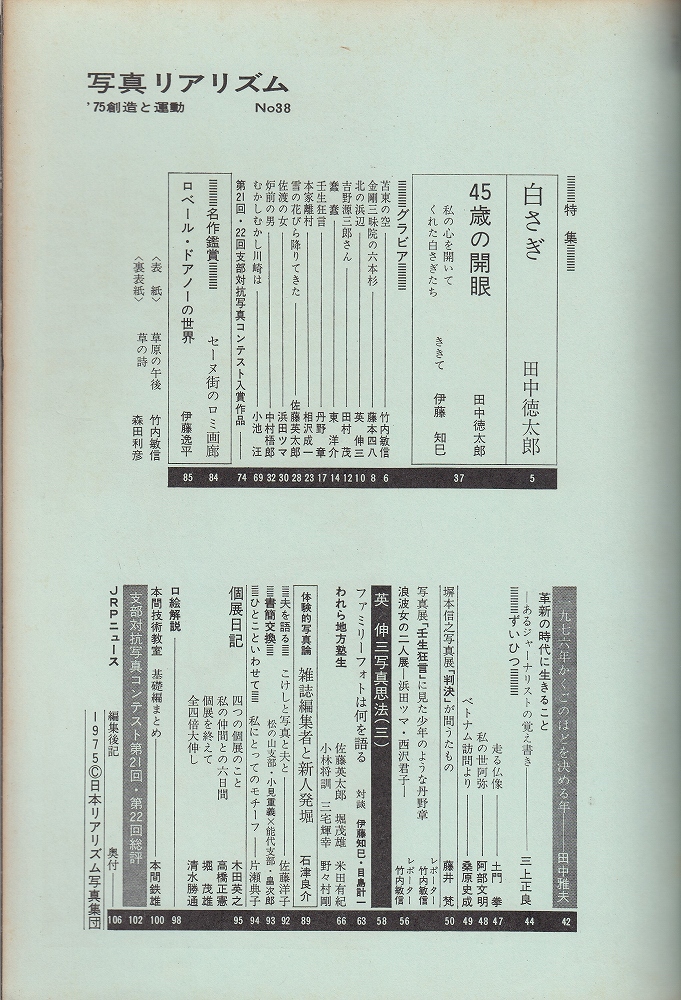 写真リアリズム
'75創造と運動 No38
特集
白さぎ 田中徳太郎 5
45歳の開眼 田中徳太郎
私の心を開いて
くれた白さぎたち
ききて 伊藤知巳 37
グラビア
苫東の空 竹内敏信 6
金剛三昧院の六本杉 藤本四八 8
北の浜辺 英伸三 10
吉野源三郎さん 田村茂 12
蠢蠢 東洋介 14
壬生狂言 丹野章 17
本家離村 相沢成一 23
雪の花びら降りてきた 佐藤英太郎 28
佐渡の女 浜田ツマ 30
炉前の男 中村梧郎 32
むかしむかし川崎は 小池汪 69
第21回・22回支部対抗写真コンテスト入賞作品 74
名作鑑賞 セーヌ街のロミ画廊 84
ロベール・ドアノーの世界 伊藤逸平 85
〈表紙〉 草原の午後 竹内敏信
〈裏表紙〉 草の詩 森田利彦
一九七六年かくごのほどを決める年 田中雅夫 42
革新の時代に生きること
―あるジャーナリストの覚え書き― 三上正良 44
ずいひつ
走る仏像 土門拳 47
私の世阿弥 阿部文明 48
ベトナム訪問より 桑原史成 49
塀本信之写真展「判決」が問うたもの 藤井梵 50
写真展「壬生狂言」に見た少年のような丹野章 レポーター 竹内敏信
浪波女の二人展―浜田ツマ・西沢君子― レポーター 竹内敏信 56
英伸三写真思法(三) 58
ファミリーフォトは何を語る 対談 伊藤知巳・目島計一 63
われら地方塾生 佐藤英太郎 堀茂雄 米田有紀
小林将訓 三宅輝幸 野々村剛 66
体験的写真論 雑誌編集者と新人発掘 石津良介 89
夫を語る こけしと写真と夫と 佐藤洋子 92
書簡交換 松の山支部・小見重義×能代支部・畠次郎 93
ひとこといわせて 私にとってのモチーフ 片瀬典子 94
個展日記 四つの個展のこと 木田英之 95
私の仲間との六日間 高橋正憲
個展を終えて 堀茂雄
全四倍大伸し 清水勝通
口絵解説 98
本間技術教室 基礎編まとめ 本間鉄雄 100
支部対抗写真コンテスト第21回・第22回総評 102
JRPニュース 編集後記 奥付 106
1975©日本リアリズム写真集団